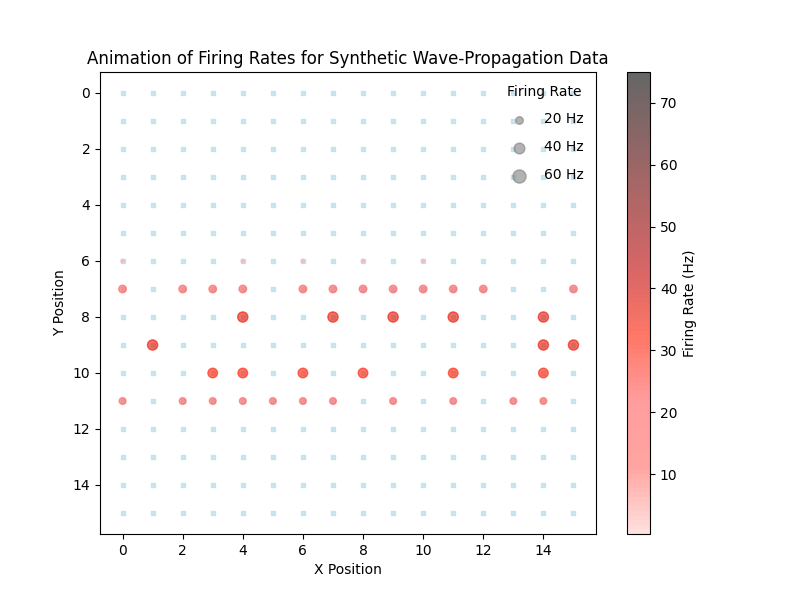 Animation of Firing Rates for Synthetic Wave-Propagation Data
Firing Rate
20 Hz
40 Hz
60 Hz
0
2
4
6
8
10
12
14
Y Position
0 2 4 6 8 10 12 14
X Position
70
60
50
40
30
20
10
Firing Rate (Hz)